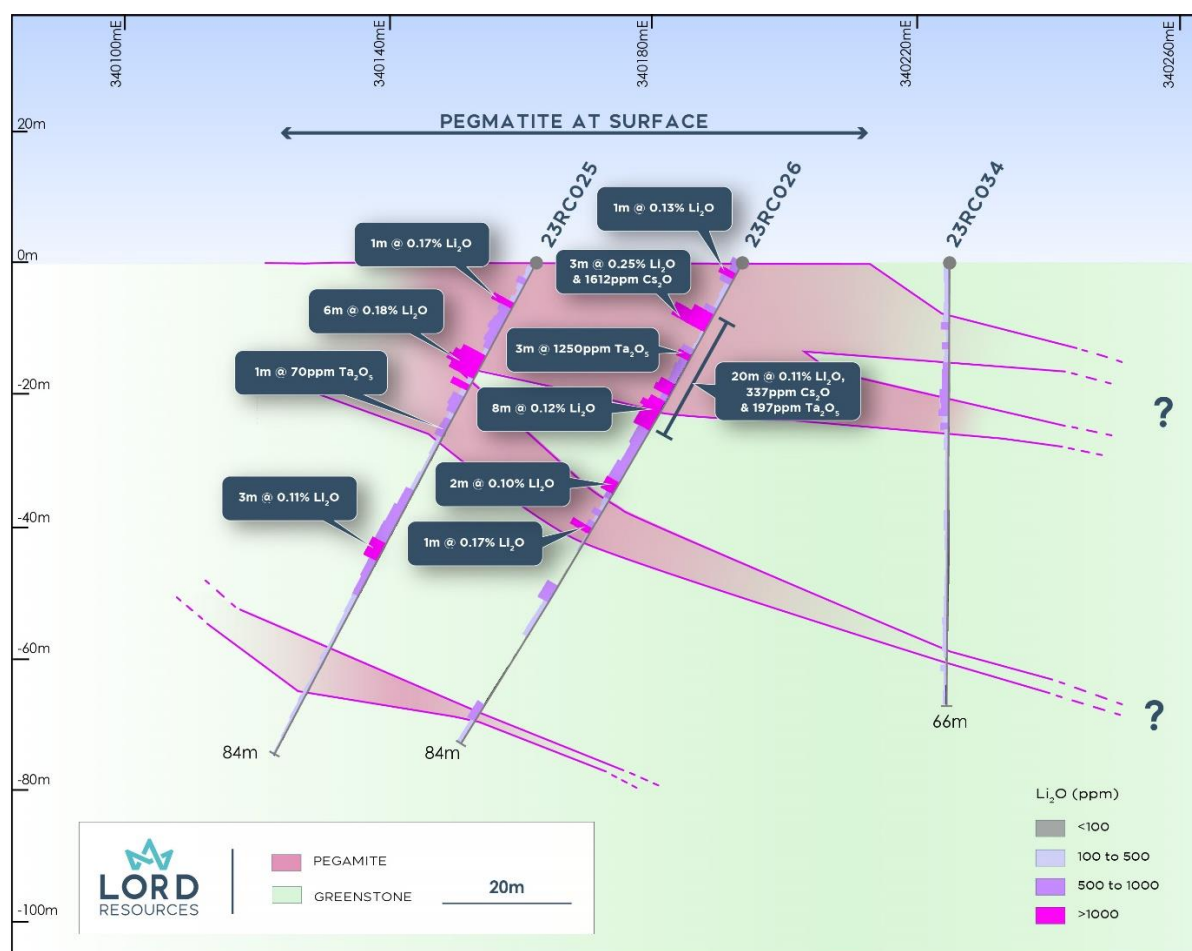 340100mE
340140mE
340180mE
340220mE
340260mE
20m
PEGMATITE AT SURFACE
23RC025
23RC026
23RC034
1m @ 0.13% Li₂O
1m @ 0.17% Li₂O
0m
3m @ 0.25% Li₂O
& 1612ppm Cs₂O
6m @ 0.18% Li₂O
3m @ 1250ppm Ta₂O₅
1m @ 70ppm Ta₂O₅
20m @ 0.11% Li₂O,
337ppm Cs₂O
& 197ppm Ta₂O₅
-20m
8m @ 0.12% Li₂O
?
2m @ 0.10% Li₂O
3m @ 0.11% Li₂O
-40m
1m @ 0.17% Li₂O
-60m
?
66m
84m
84m
-80m
Li₂O (ppm)
<100
100 to 500
500 to 1000
>1000
LORD
RESOURCES
PEGAMITE
GREENSTONE
20m
-100m